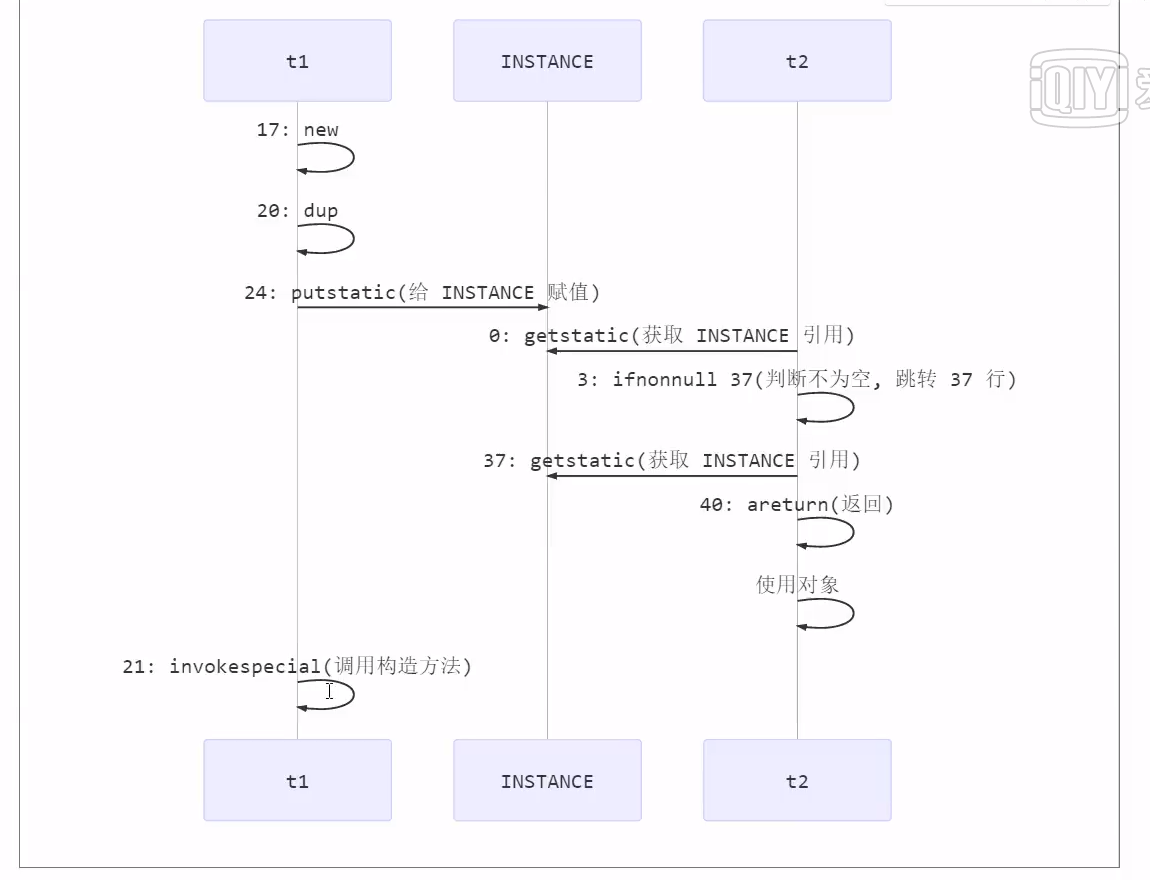 t1
INSTANCE
t2
iQIYI 爱
17: new
20: dup
24: putstatic(给 INSTANCE 赋值)
0: getstatic(获取 INSTANCE 引用)
3: ifnonnull 37(判断不为空, 跳转 37 行)
37: getstatic(获取 INSTANCE 引用)
40: areturn(返回)
使用对象
21: invokespecial(调用构造方法)
t1
INSTANCE
t2